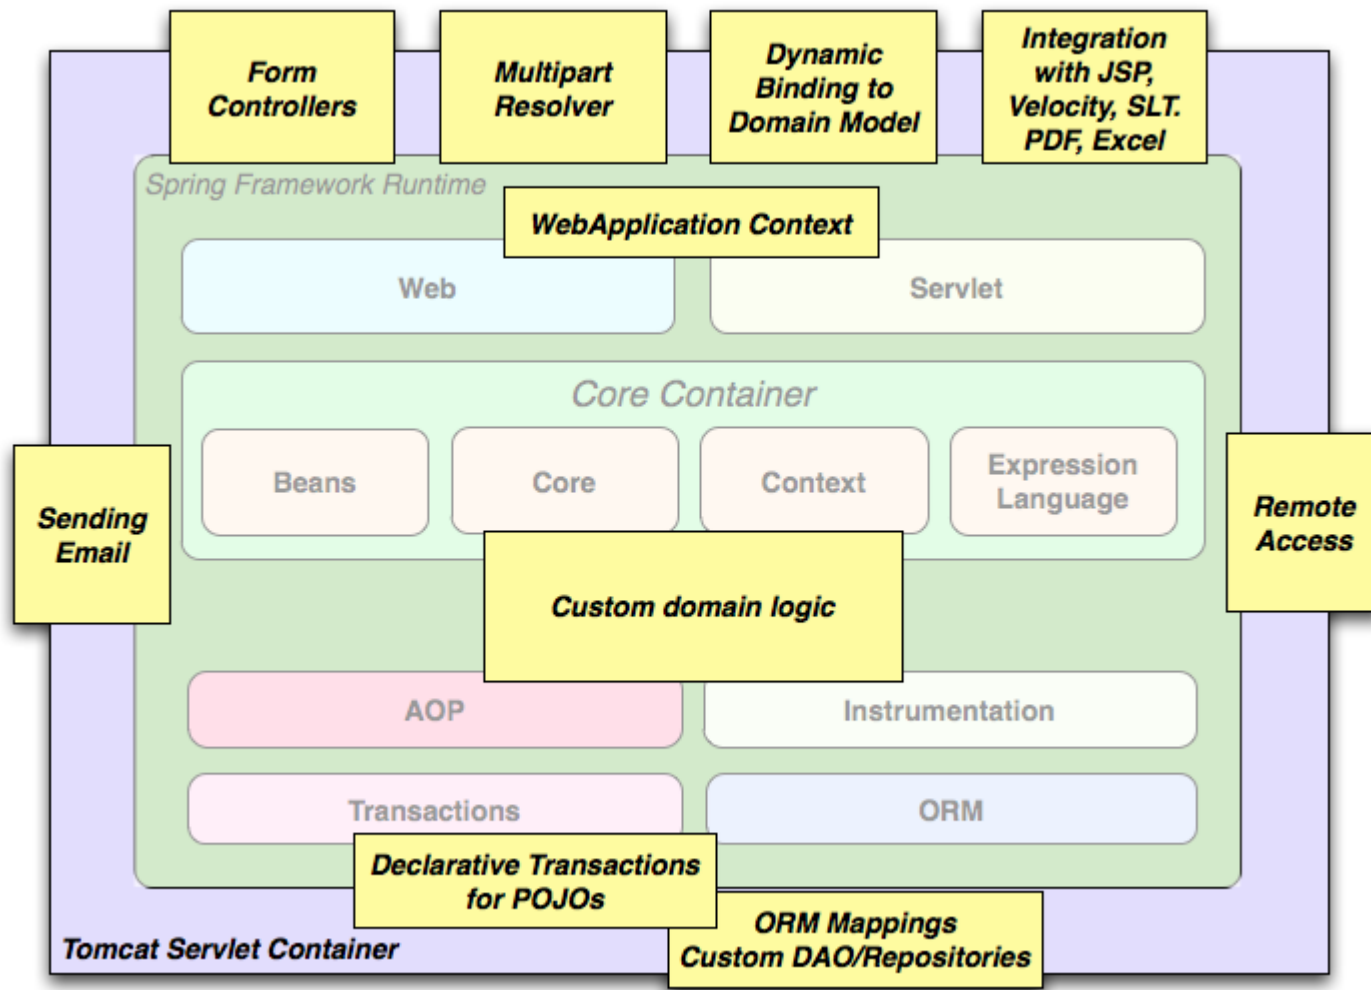 Form
Controllers
Multipart
Resolver
Dynamic
Binding to
Domain Model
Integration
with JSP,
Velocity, SLT.
PDF, Excel
Spring Framework Runtime
WebApplication Context
Web
Servlet
Core Container
Beans
Core
Context
Expression
Language
Sending
Email
Remote
Access
Custom domain logic
AOP
Instrumentation
Transactions
ORM
Declarative Transactions
for POJOs
ORM Mappings
Custom DAO/Repositories
Tomcat Servlet Container